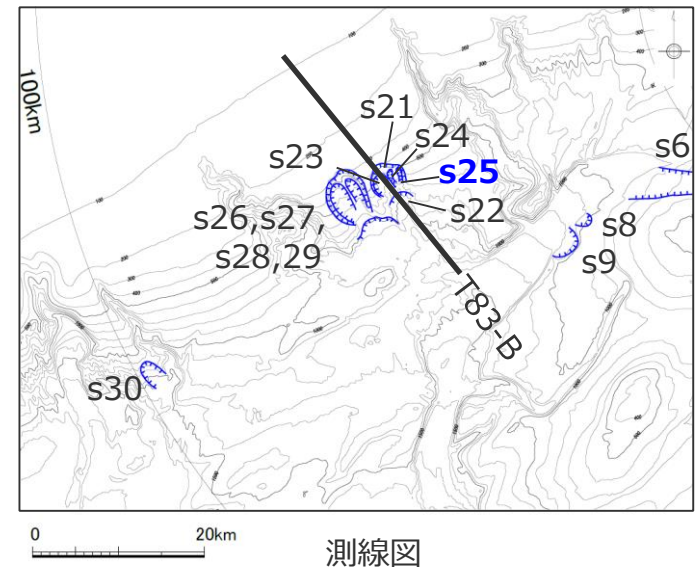 100km
s21
s24
s23
s25
s6
s22
s26,s27,
s28,29
s8
s9
T83-B
s30
0 20km
測線図